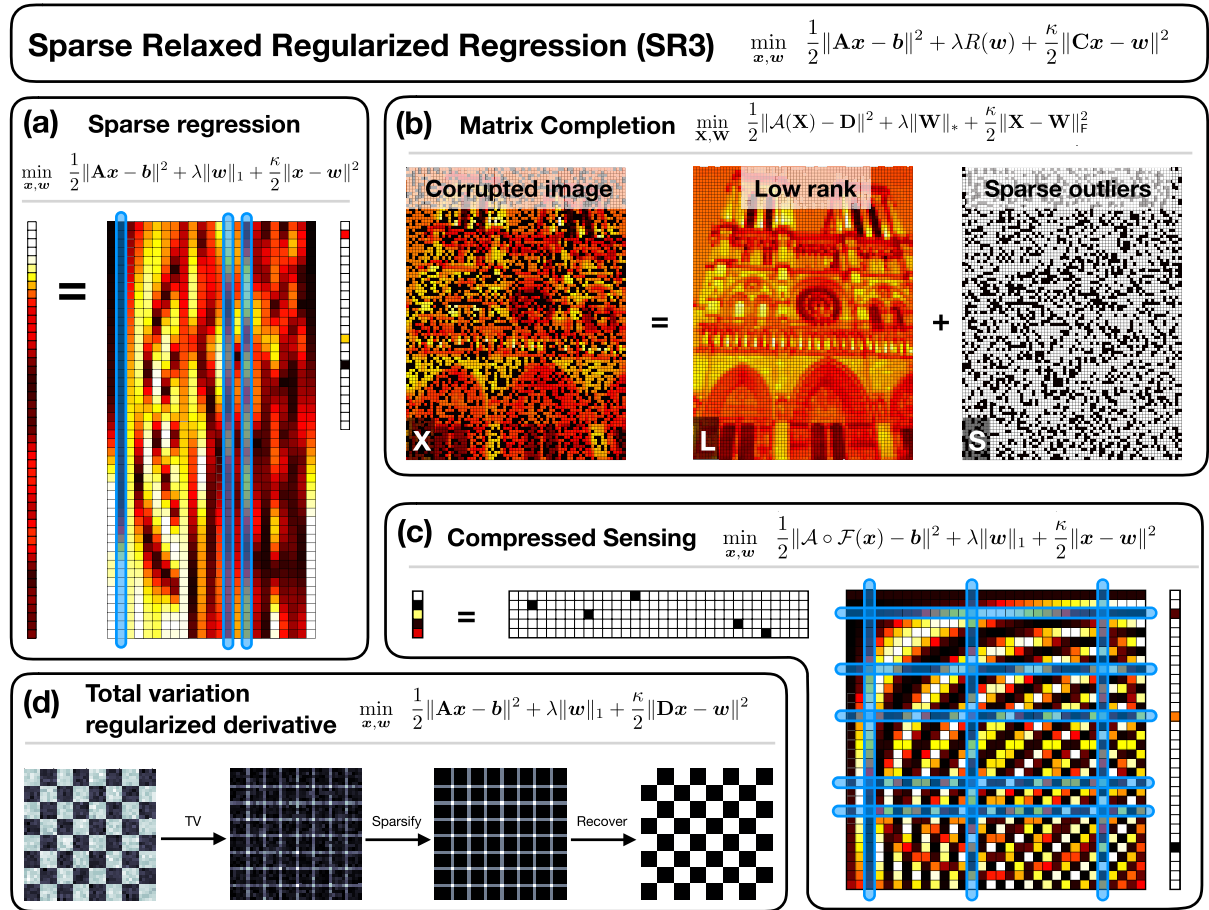 Sparse Relaxed Regularized Regression (SR3) min_{x,w} 1/2‖Ax − b‖² + λR(w) + κ/2‖Cx − w‖²
(a) Sparse regression
min_{x,w} 1/2‖Ax − b‖² + λ‖w‖₁ + κ/2‖x − w‖²
=
(b) Matrix Completion min_{X,W} 1/2‖𝒜(X) − D‖² + λ‖W‖_* + κ/2‖X − W‖²_F
Corrupted image
Low rank
Sparse outliers
=
+
X
L
S
(c) Compressed Sensing min_{x,w} 1/2‖𝒜 ∘ ℱ(x) − b‖² + λ‖w‖₁ + κ/2‖x − w‖²
=
(d) Total variation
regularized derivative min_{x,w} 1/2‖Ax − b‖² + λ‖w‖₁ + κ/2‖Dx − w‖²
TV
Sparsify
Recover